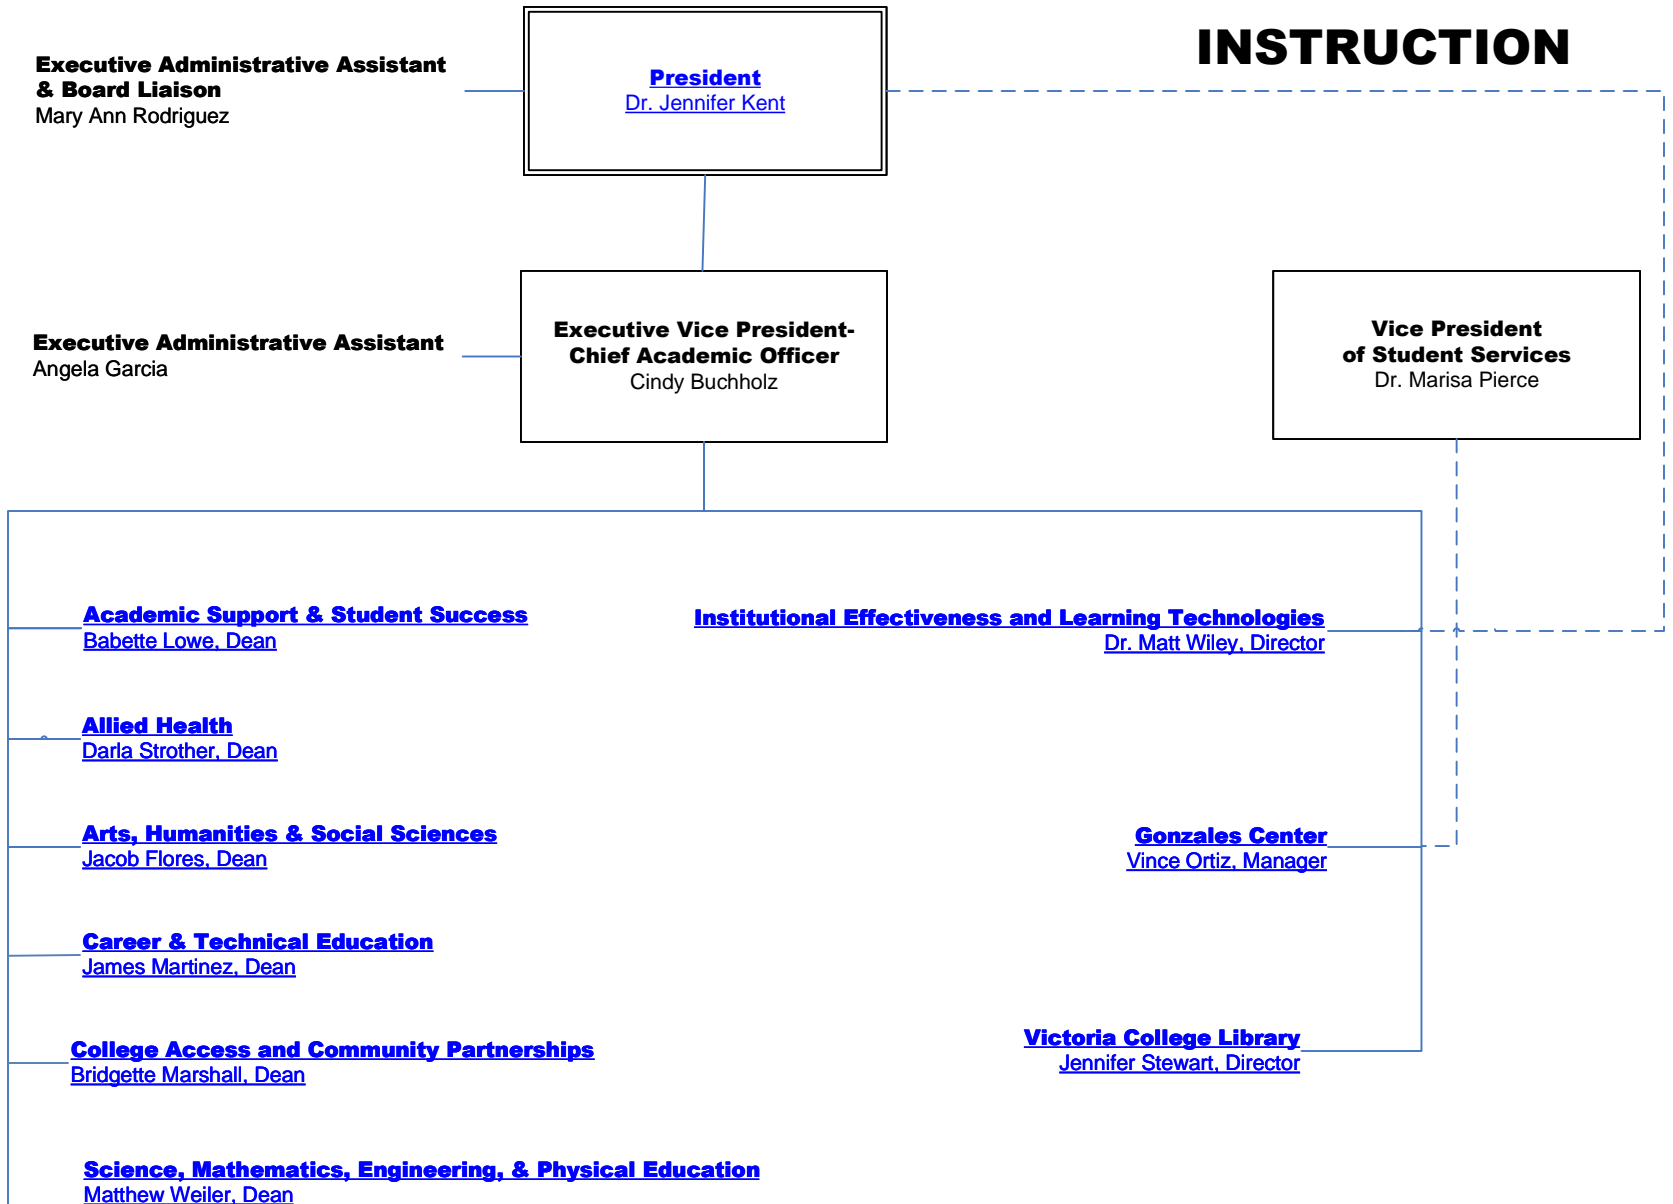 INSTRUCTION
Executive Administrative Assistant
& Board Liaison
Mary Ann Rodriguez
President
Dr. Jennifer Kent
Executive Administrative Assistant
Angela Garcia
Executive Vice President-
Chief Academic Officer
Cindy Buchholz
Vice President
of Student Services
Dr. Marisa Pierce
Academic Support & Student Success
Babette Lowe, Dean
Allied Health
Darla Strother, Dean
Arts, Humanities & Social Sciences
Jacob Flores, Dean
Career & Technical Education
James Martinez, Dean
College Access and Community Partnerships
Bridgette Marshall, Dean
Science, Mathematics, Engineering, & Physical Education
Matthew Weiler, Dean
Institutional Effectiveness and Learning Technologies
Dr. Matt Wiley, Director
Gonzales Center
Vince Ortiz, Manager
Victoria College Library
Jennifer Stewart, Director